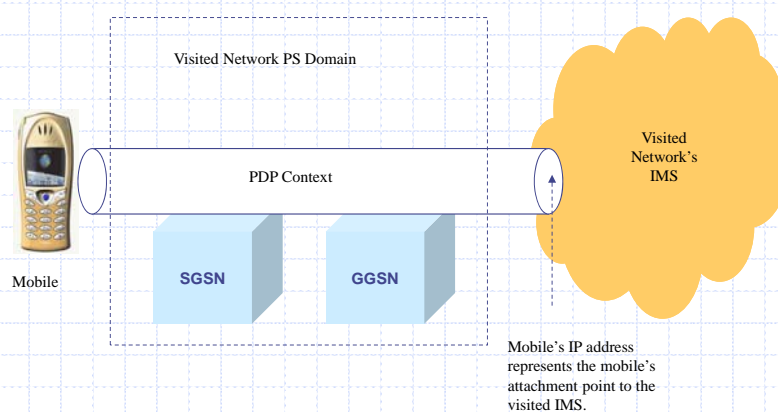 Visited Network PS Domain
Visited
Network's
IMS
PDP Context
SGSN
GGSN
Mobile
Mobile's IP address
represents the mobile's
attachment point to the
visited IMS.